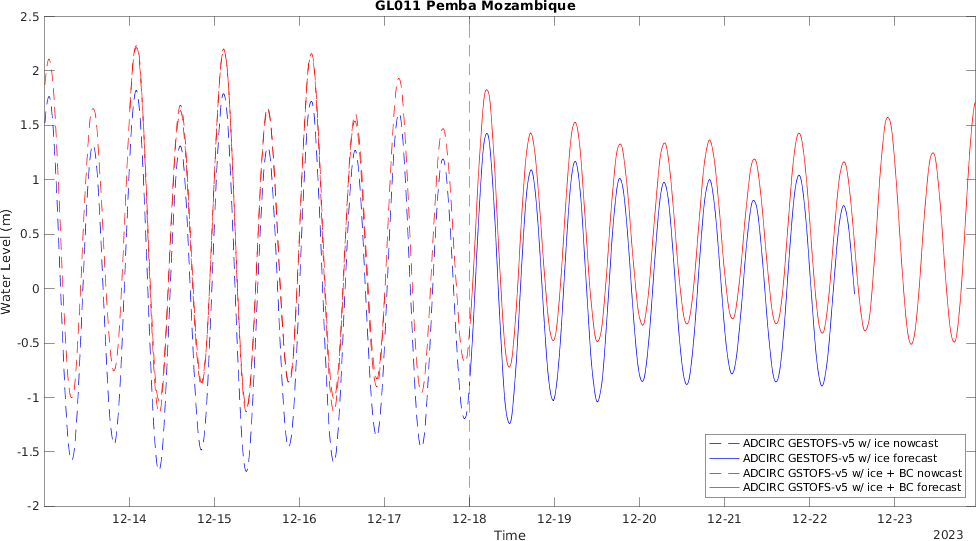 GL011 Pemba Mozambique
2.5
2
1.5
1
0.5
0
-0.5
-1
-1.5
-2
Water Level (m)
ADCIRC GESTOFS-v5 w/ ice nowcast
ADCIRC GESTOFS-v5 w/ ice forecast
ADCIRC GSTOFS-v5 w/ ice + BC nowcast
ADCIRC GSTOFS-v5 w/ ice + BC forecast
12-14 12-15 12-16 12-17 12-18 12-19 12-20 12-21 12-22 12-23
Time
2023